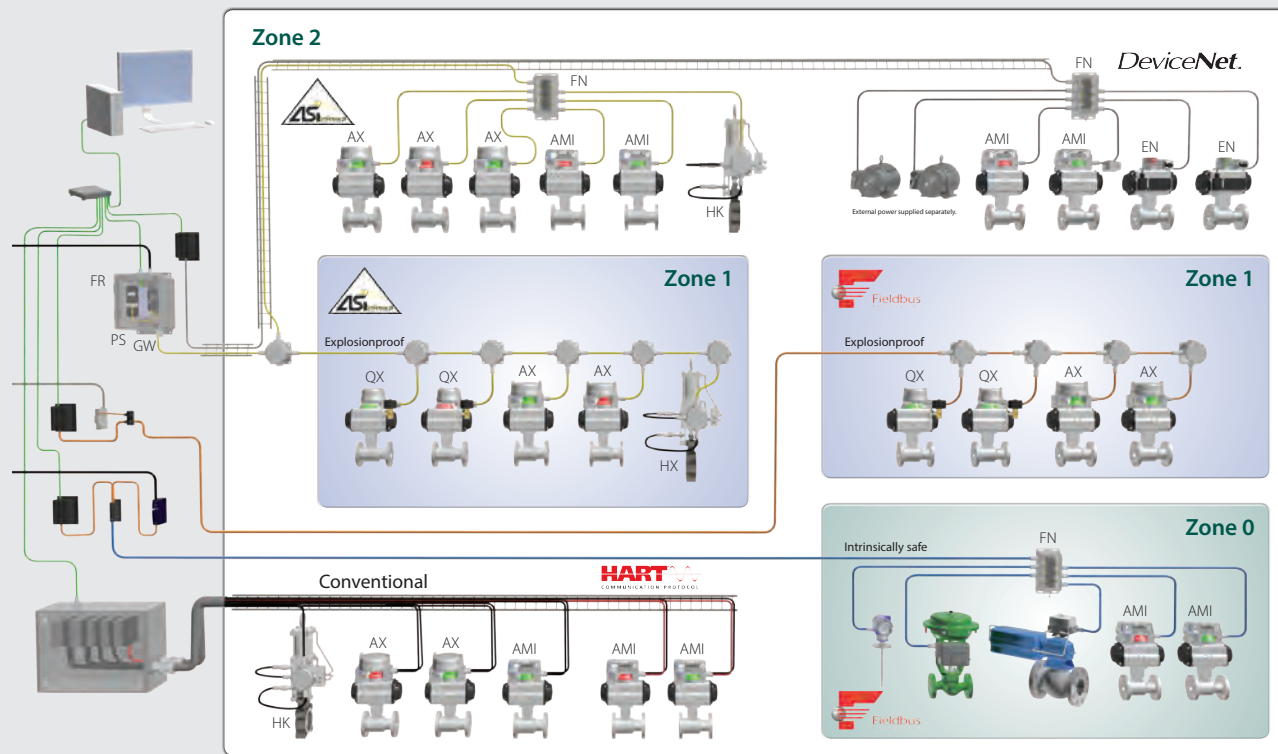 Zone 2
FN
FN
DeviceNet.
ASi
AX
AX
AX
AMI
AMI
HK
AMI
AMI
EN
EN
External power supplied separately.
FR
PS
GW
ASi
Zone 1
Explosionproof
QX
QX
AX
AX
HX
Fieldbus
Zone 1
Explosionproof
QX
QX
AX
AX
Zone 0
Intrinsically safe
FN
AMI
AMI
Fieldbus
Conventional
HART
COMMUNICATION PROTOCOL
HK
AX
AX
AMI
AMI
AMI